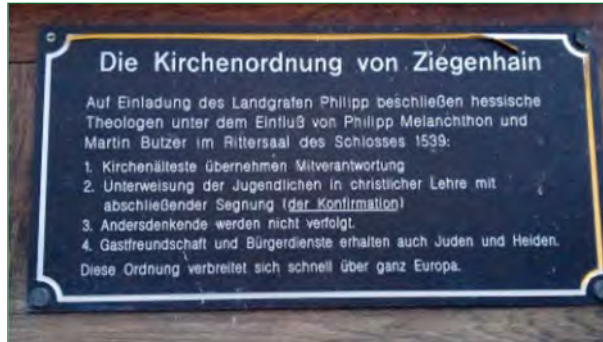 Die Kirchenordnung von Ziegenhain
Auf Einladung des Landgrafen Philipp beschließen hessische
Theologen unter dem Einfluß von Philipp Melanchthon und
Martin Butzer im Rittersaal des Schlosses 1539:
1. Kirchenälteste übernehmen Mitverantwortung
2. Unterweisung der Jugendlichen in christlicher Lehre mit
abschließender Segnung (der Konfirmation)
3. Andersdenkende werden nicht verfolgt.
4. Gastfreundschaft und Bürgerdienste erhalten auch Juden und Heiden.
Diese Ordnung verbreitet sich schnell über ganz Europa.